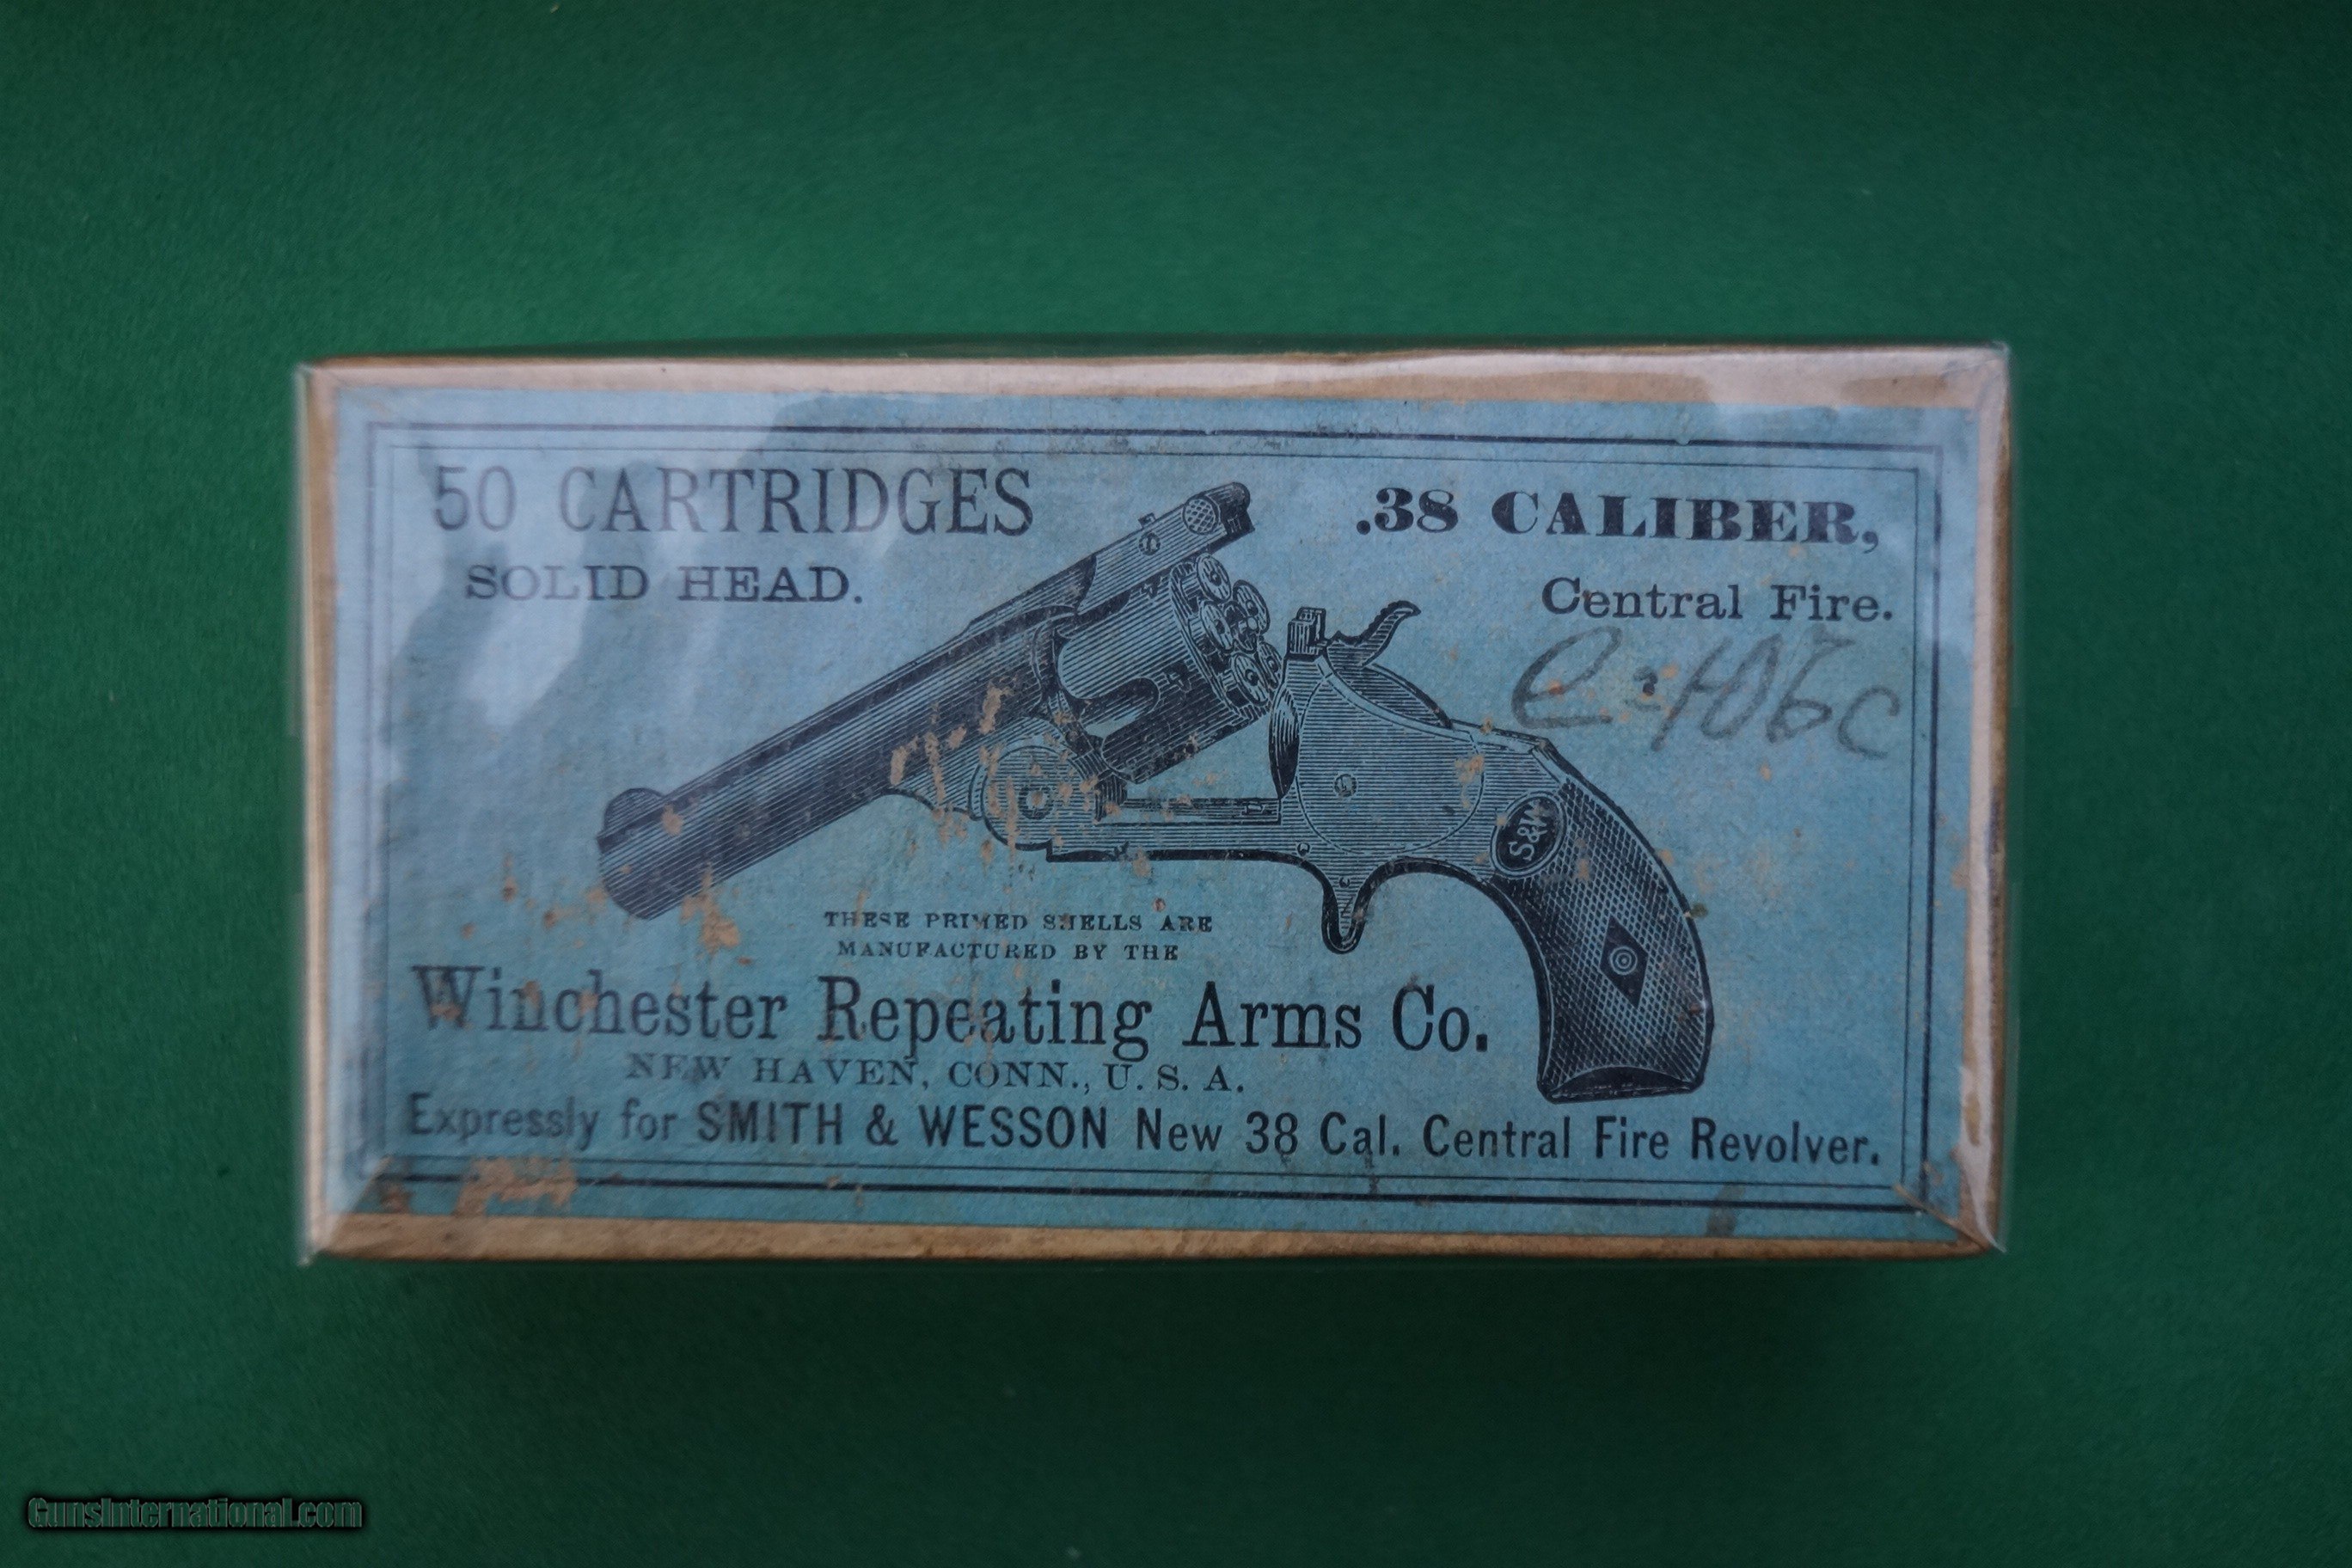 50 CARTRIDGES
SOLID HEAD.
.38 CALIBER,
Central Fire.
S&W
THESE PRIMED SHELLS ARE
MANUFACTURED BY THE
Winchester Repeating Arms Co.
NEW HAVEN, CONN., U. S. A.
Expressly for SMITH & WESSON New 38 Cal. Central Fire Revolver.
GunsInternational.com